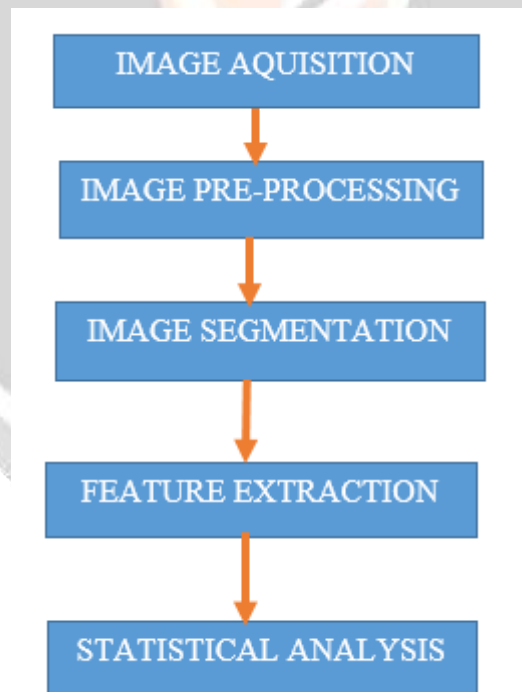 IMAGE AQUISITION
IMAGE PRE-PROCESSING
IMAGE SEGMENTATION
FEATURE EXTRACTION
STATISTICAL ANALYSIS